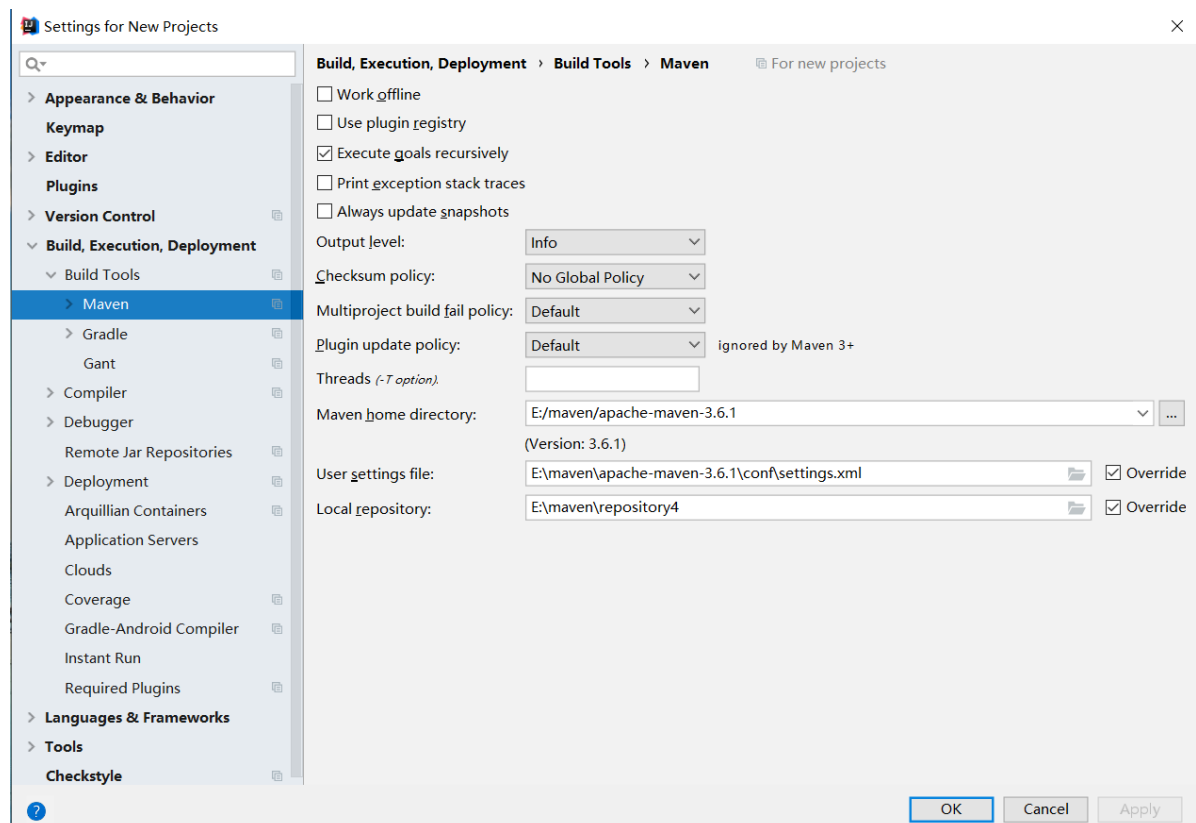 Settings for New Projects
Build, Execution, Deployment › Build Tools › Maven For new projects
Appearance & Behavior
Keymap
Editor
Plugins
Version Control
Build, Execution, Deployment
Build Tools
Maven
Gradle
Gant
Compiler
Debugger
Remote Jar Repositories
Deployment
Arquillian Containers
Application Servers
Clouds
Coverage
Gradle-Android Compiler
Instant Run
Required Plugins
Languages & Frameworks
Tools
Checkstyle
Work offline
Use plugin registry
Execute goals recursively
Print exception stack traces
Always update snapshots
Output level: Info
Checksum policy: No Global Policy
Multiproject build fail policy: Default
Plugin update policy: Default ignored by Maven 3+
Threads (-T option).
Maven home directory: E:/maven/apache-maven-3.6.1 ...
(Version: 3.6.1)
User settings file: E:\maven\apache-maven-3.6.1\conf\settings.xml Override
Local repository: E:\maven\repository4 Override
? OK Cancel Apply